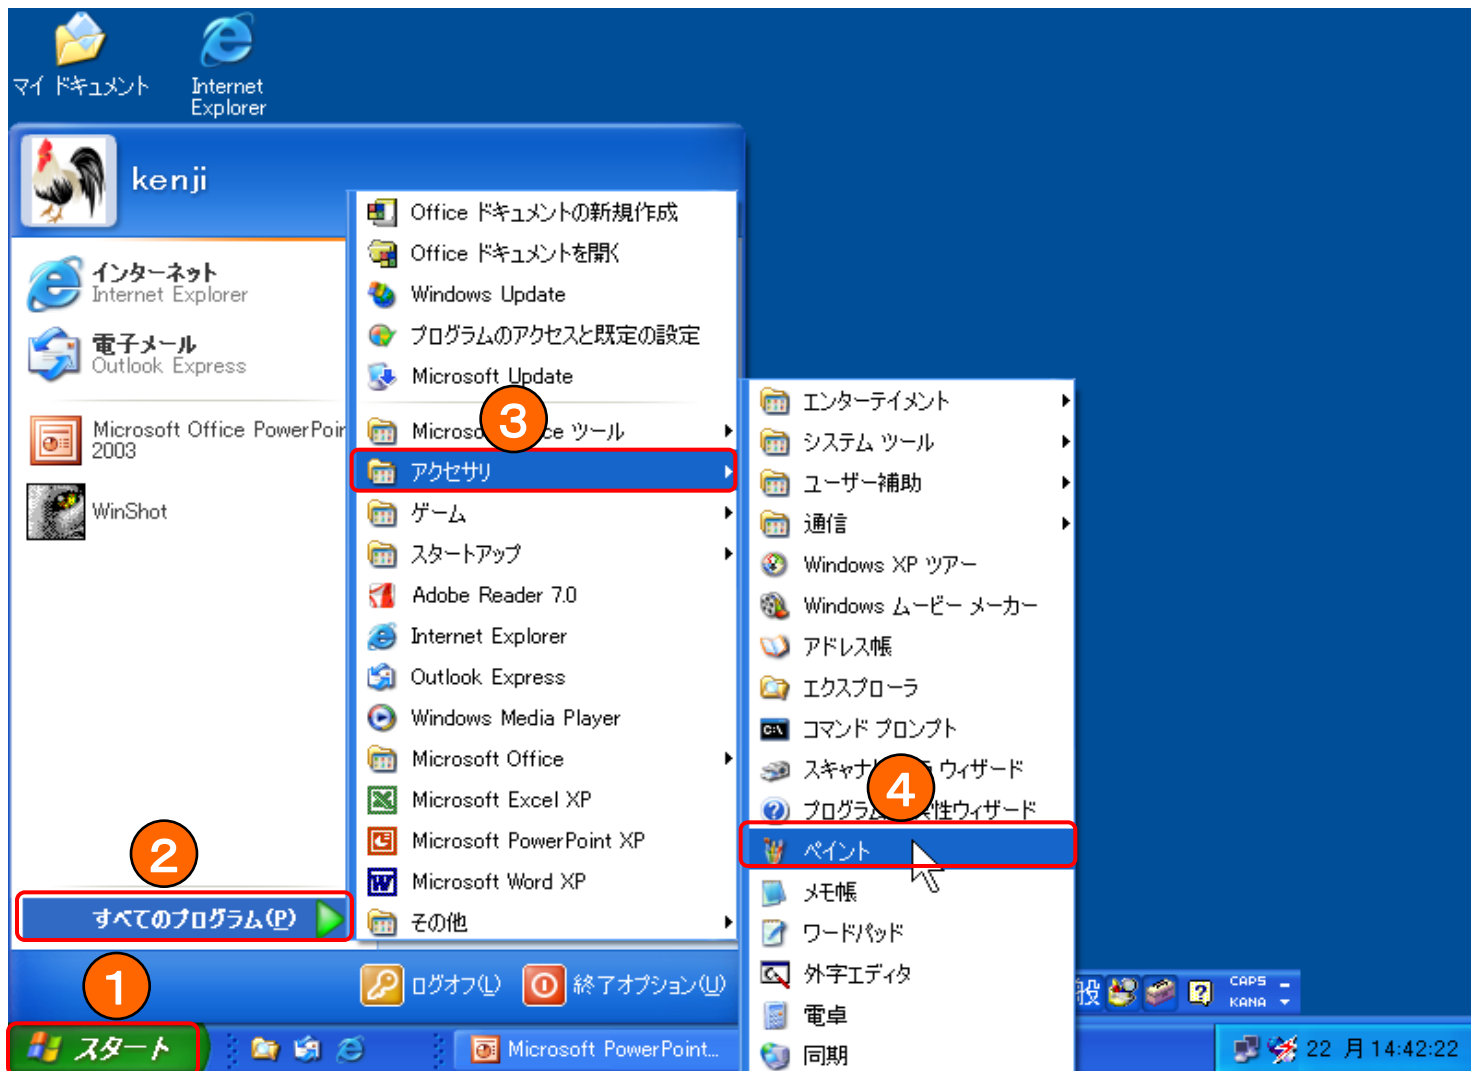 マイ ドキュメント
Internet
Explorer
kenji
インターネット
Internet Explorer
電子メール
Outlook Express
Microsoft Office PowerPoin
2003
WinShot
2
すべてのプログラム(P)
1
Office ドキュメントの新規作成
Office ドキュメントを開く
Windows Update
プログラムのアクセスと既定の設定
Microsoft Update
3
ツール
アクセサリ
ゲーム
スタートアップ
Adobe Reader 7.0
Internet Explorer
Outlook Express
Windows Media Player
Microsoft Office
Microsoft Excel XP
Microsoft PowerPoint XP
Microsoft Word XP
その他
エンターテイメント
システム ツール
ユーザー補助
通信
Windows XP ツアー
Windows ムービー メーカー
アドレス帳
エクスプローラ
コマンド プロンプト
ウィザード
4
ペイント
メモ帳
ワードパッド
外字エディタ
電卓
同期
ログオフ(L)
終了オプション(U)
般
CAPS
KANA
スタート
Microsoft PowerPoint...
22 月 14:42:22